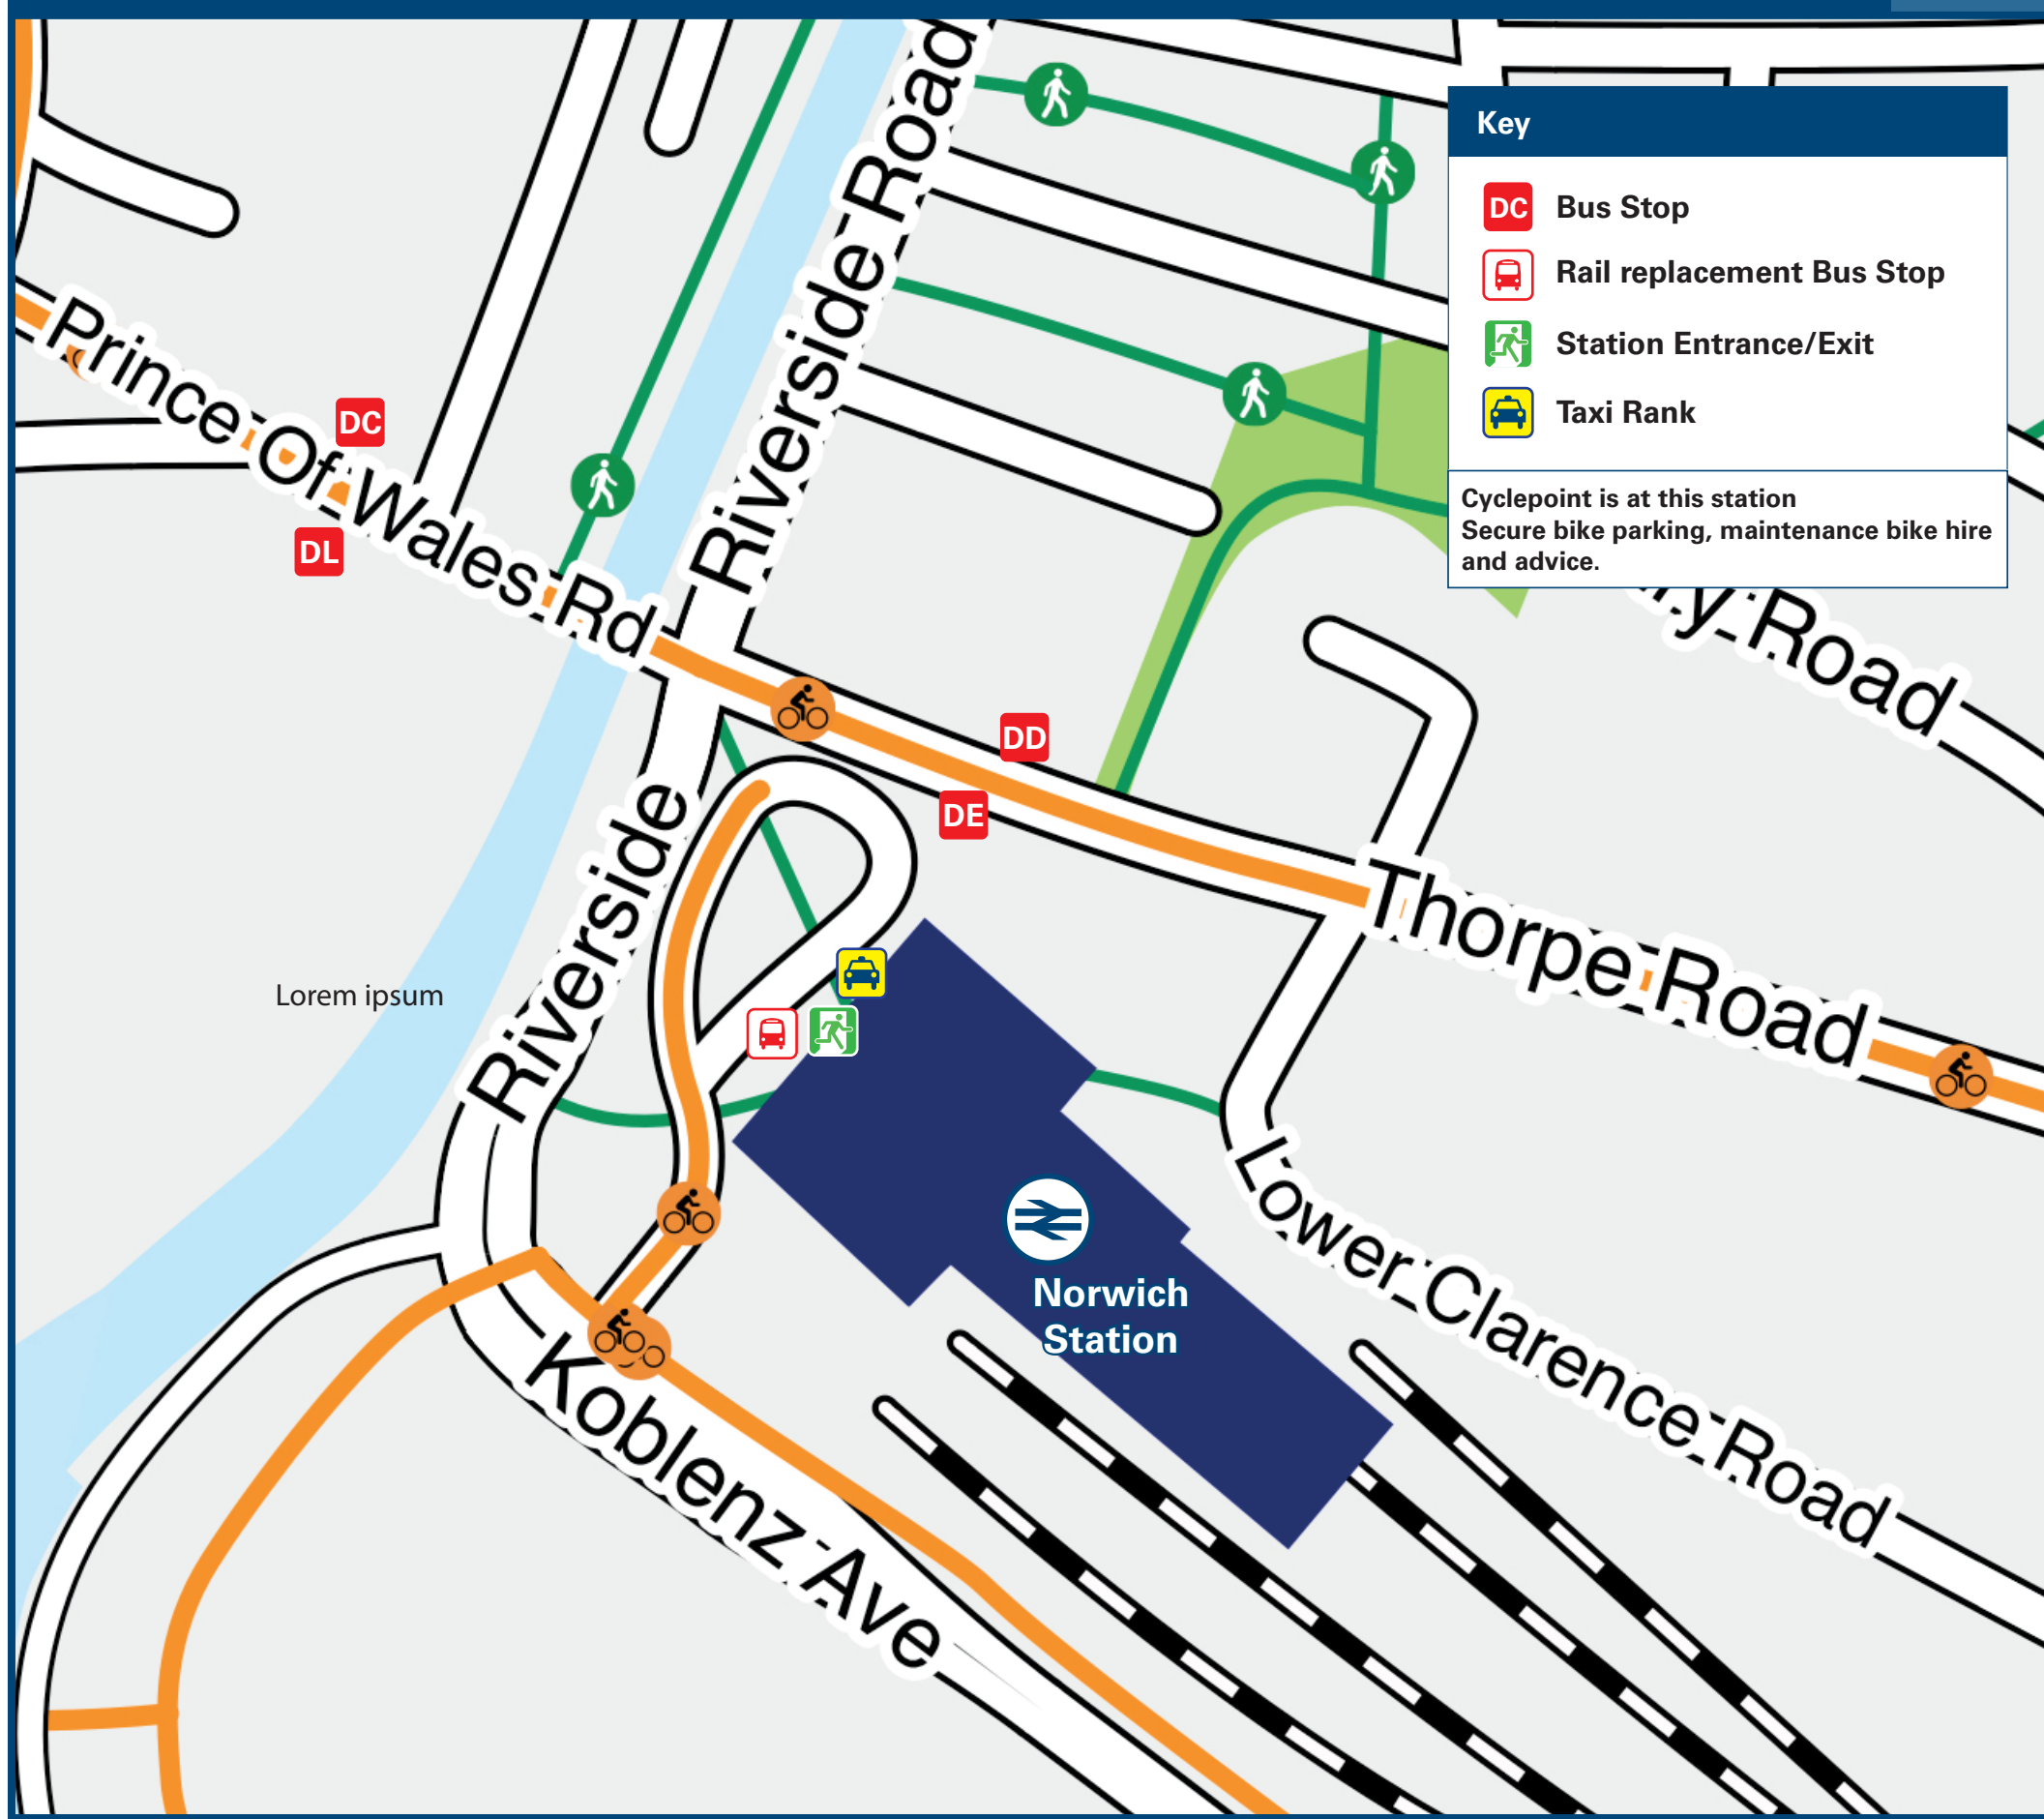 Riverside Road
Key
DC Bus Stop
Rail replacement Bus Stop
Station Entrance/Exit
Taxi Rank
Cyclepoint is at this station
Secure bike parking, maintenance bike hire
and advice.
Riverside Road
Prince Of Wales Rd
DC
DL
Road
DD
DE
Thorpe Road
Riverside
Lorem ipsum
Lower Clarence Road
Norwich
Station
Koblenz Ave